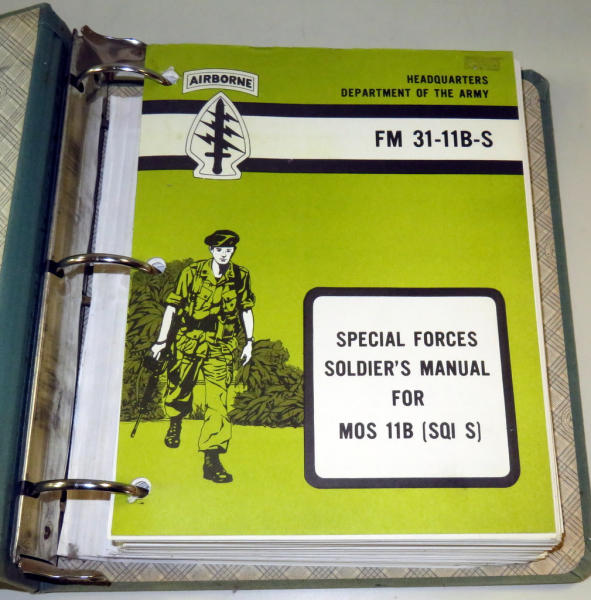 AIRBORNE
HEADQUARTERS
DEPARTMENT OF THE ARMY
FM 31-11B-S
SPECIAL FORCES
SOLDIER'S MANUAL
FOR
MOS 11B (SQI S)